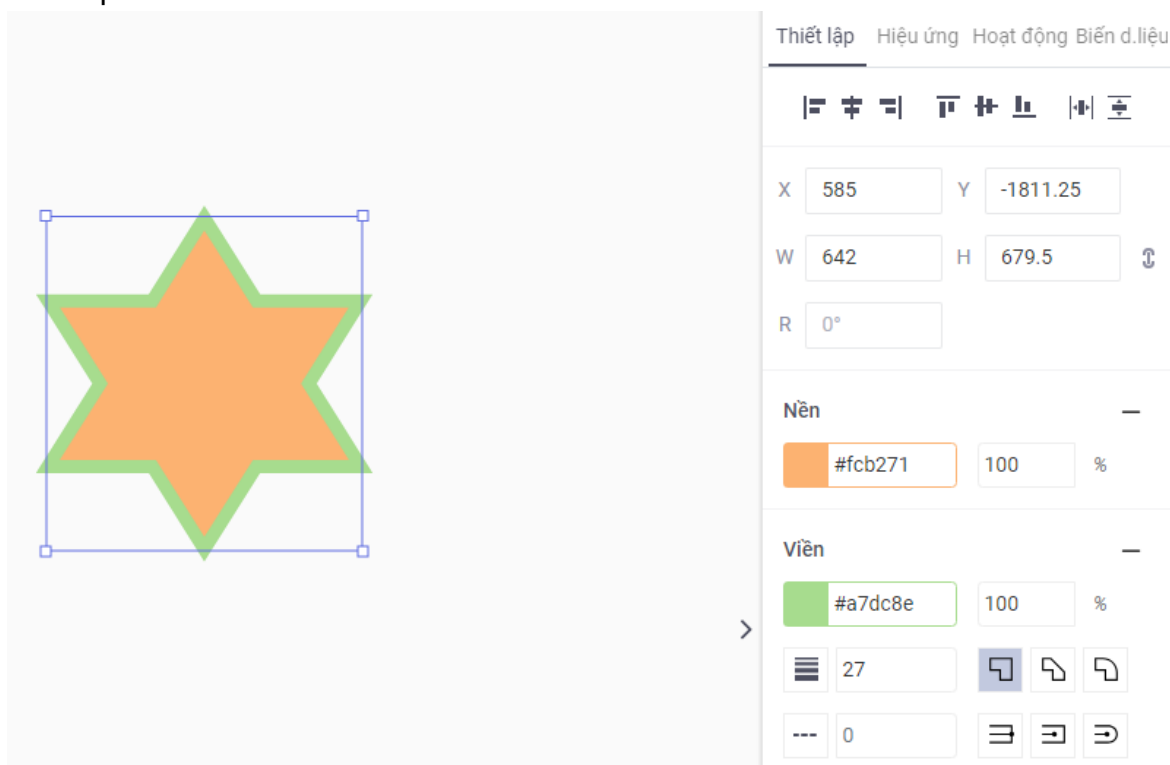 Thiết lập Hiệu ứng Hoạt động Biến d.liệu
X 585 Y -1811.25
W 642 H 679.5
R 0°
Nền
#fcb271 100 %
Viền
#a7dc8e 100 %
27
0